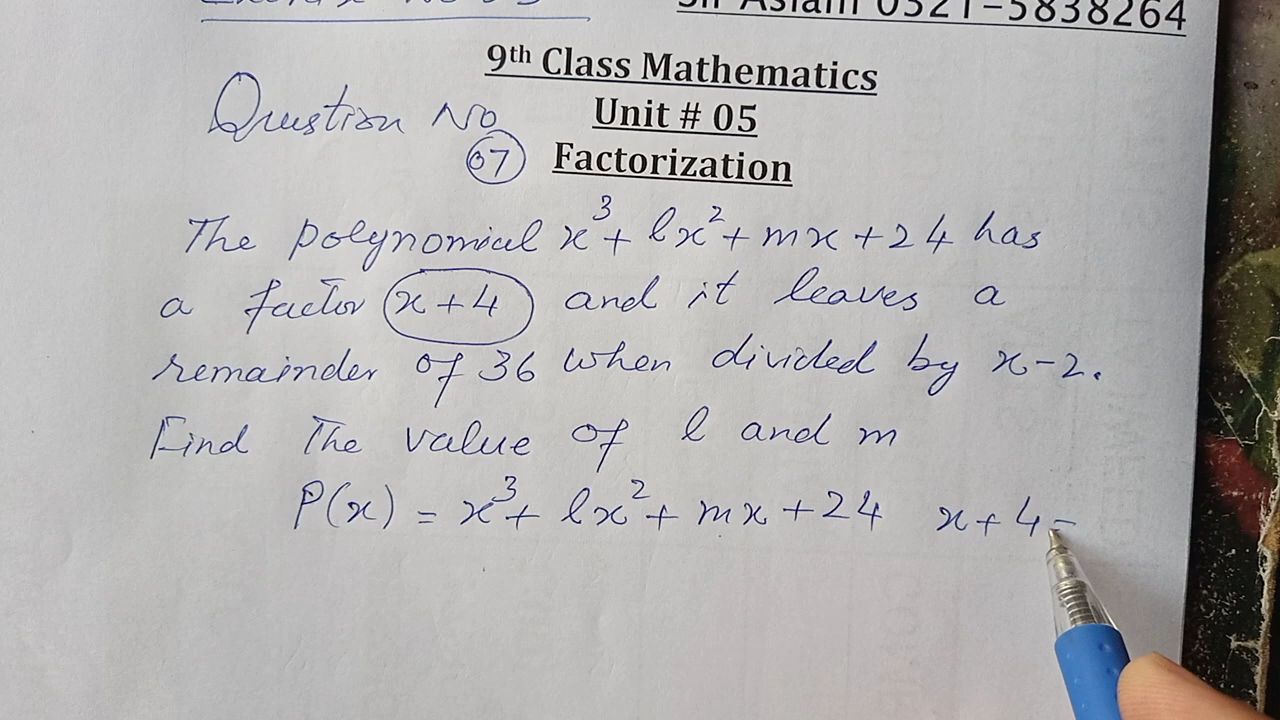 Sir Aslam 0321-5838264
9th Class Mathematics
Question No Unit # 05
07 Factorization
The polynomial x³ + lx² + mx + 24 has
a factor x + 4 and it leaves a
remainder of 36 when divided by x - 2.
Find The value of l and m
P(x) = x³ + lx² + mx + 24 x + 4 =